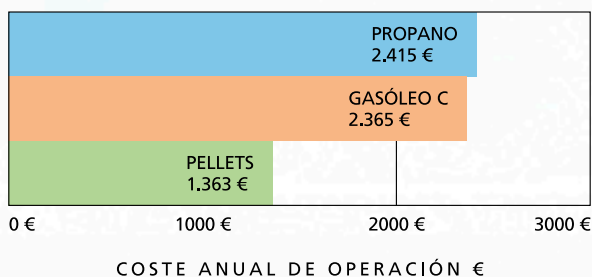 PROPANO
2.415 €
GASÓLEO C
2.365 €
PELLETS
1.363 €
0 € 1000 € 2000 € 3000 €
COSTE ANUAL DE OPERACIÓN €